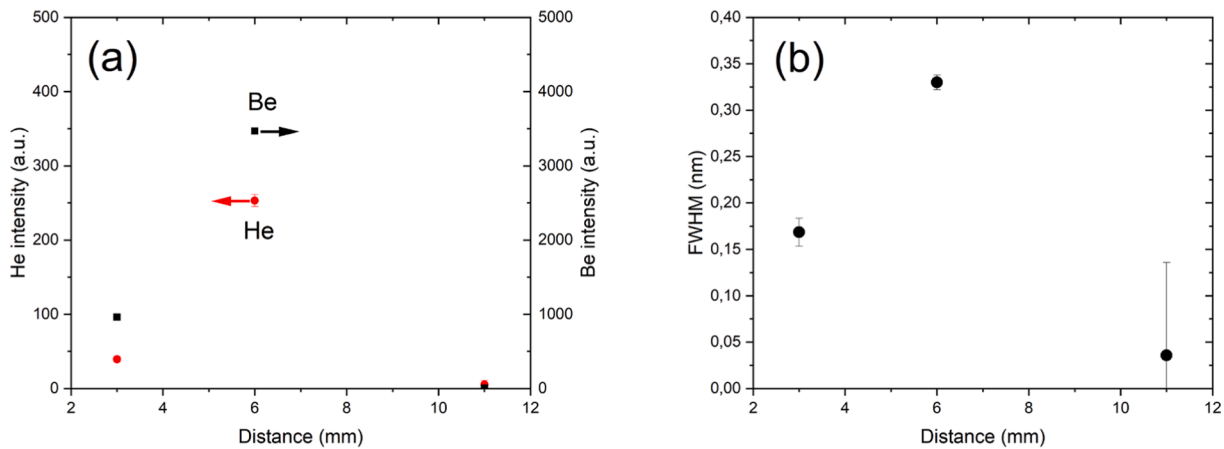 (a)
Be
He
He intensity (a.u.)
500
400
300
200
100
0
5000
4000
3000
2000
1000
0
Be intensity (a.u.)
2 4 6 8 10 12
Distance (mm)
(b)
FWHM (nm)
0,40
0,35
0,30
0,25
0,20
0,15
0,10
0,05
0,00
2 4 6 8 10 12
Distance (mm)